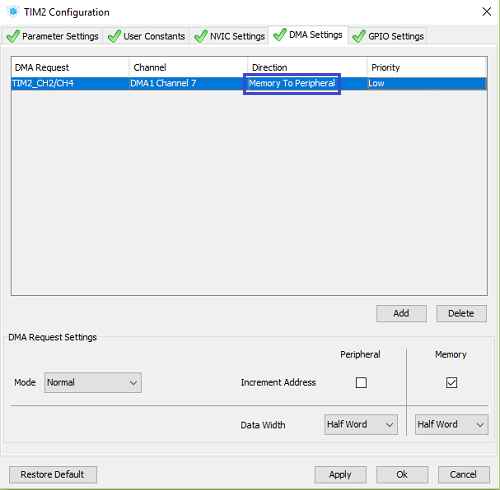 TIM2 Configuration
Parameter Settings User Constants NVIC Settings DMA Settings GPIO Settings
DMA Request Channel Direction Priority
TIM2_CH2/CH4 DMA1 Channel 7 Memory To Peripheral Low
Add Delete
DMA Request Settings
Peripheral Memory
Mode Normal Increment Address
Data Width Half Word Half Word
Restore Default Apply Ok Cancel